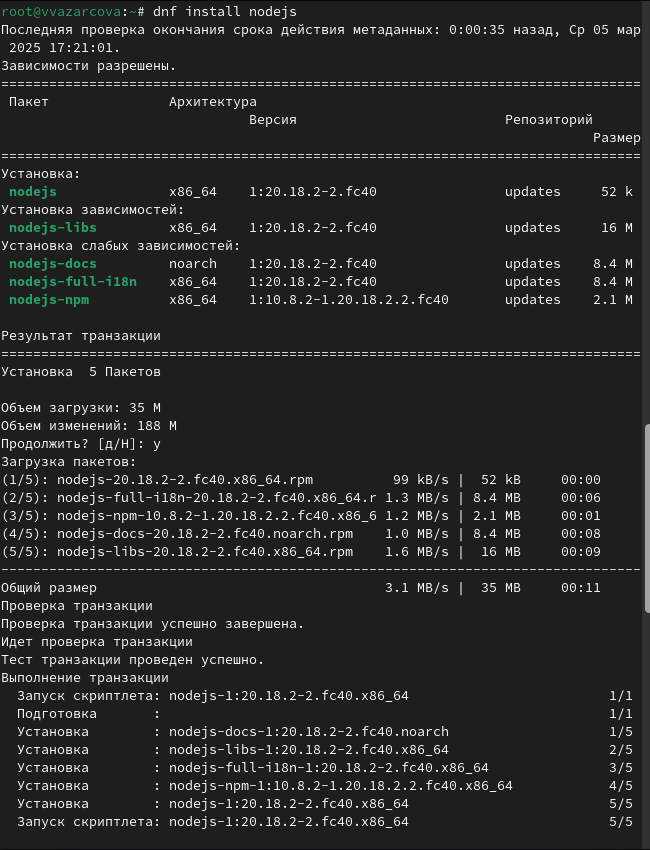 root@vvazarcova:~# dnf install nodejs
Последняя проверка окончания срока действия метаданных: 0:00:35 назад, Ср 05 мар
 2025 17:21:01.
Зависимости разрешены.
================================================================================
 Пакет               Архитектура
                               Версия                          Репозиторий
                                                                          Размер
================================================================================
Установка:
 nodejs              x86_64    1:20.18.2-2.fc40                updates     52 k
Установка зависимостей:
 nodejs-libs         x86_64    1:20.18.2-2.fc40                updates     16 M
Установка слабых зависимостей:
 nodejs-docs         noarch    1:20.18.2-2.fc40                updates    8.4 M
 nodejs-full-i18n    x86_64    1:20.18.2-2.fc40                updates    8.4 M
 nodejs-npm          x86_64    1:10.8.2-1.20.18.2.2.fc40       updates    2.1 M
Результат транзакции
================================================================================
Установка  5 Пакетов
Объем загрузки: 35 M
Объем изменений: 188 M
Продолжить? [д/Н]: y
Загрузка пакетов:
(1/5): nodejs-20.18.2-2.fc40.x86_64.rpm          99 kB/s |  52 kB     00:00
(2/5): nodejs-full-i18n-20.18.2-2.fc40.x86_64.r 1.3 MB/s | 8.4 MB     00:06
(3/5): nodejs-npm-10.8.2-1.20.18.2.2.fc40.x86_6 1.2 MB/s | 2.1 MB     00:01
(4/5): nodejs-docs-20.18.2-2.fc40.noarch.rpm    1.0 MB/s | 8.4 MB     00:08
(5/5): nodejs-libs-20.18.2-2.fc40.x86_64.rpm    1.6 MB/s |  16 MB     00:09
--------------------------------------------------------------------------------
Общий размер                                    3.1 MB/s |  35 MB     00:11
Проверка транзакции
Проверка транзакции успешно завершена.
Идет проверка транзакции
Тест транзакции проведен успешно.
Выполнение транзакции
  Запуск скриптлета: nodejs-1:20.18.2-2.fc40.x86_64                         1/1
  Подготовка       :                                                        1/1
  Установка        : nodejs-docs-1:20.18.2-2.fc40.noarch                    1/5
  Установка        : nodejs-libs-1:20.18.2-2.fc40.x86_64                    2/5
  Установка        : nodejs-full-i18n-1:20.18.2-2.fc40.x86_64               3/5
  Установка        : nodejs-npm-1:10.8.2-1.20.18.2.2.fc40.x86_64            4/5
  Установка        : nodejs-1:20.18.2-2.fc40.x86_64                         5/5
  Запуск скриптлета: nodejs-1:20.18.2-2.fc40.x86_64                         5/5